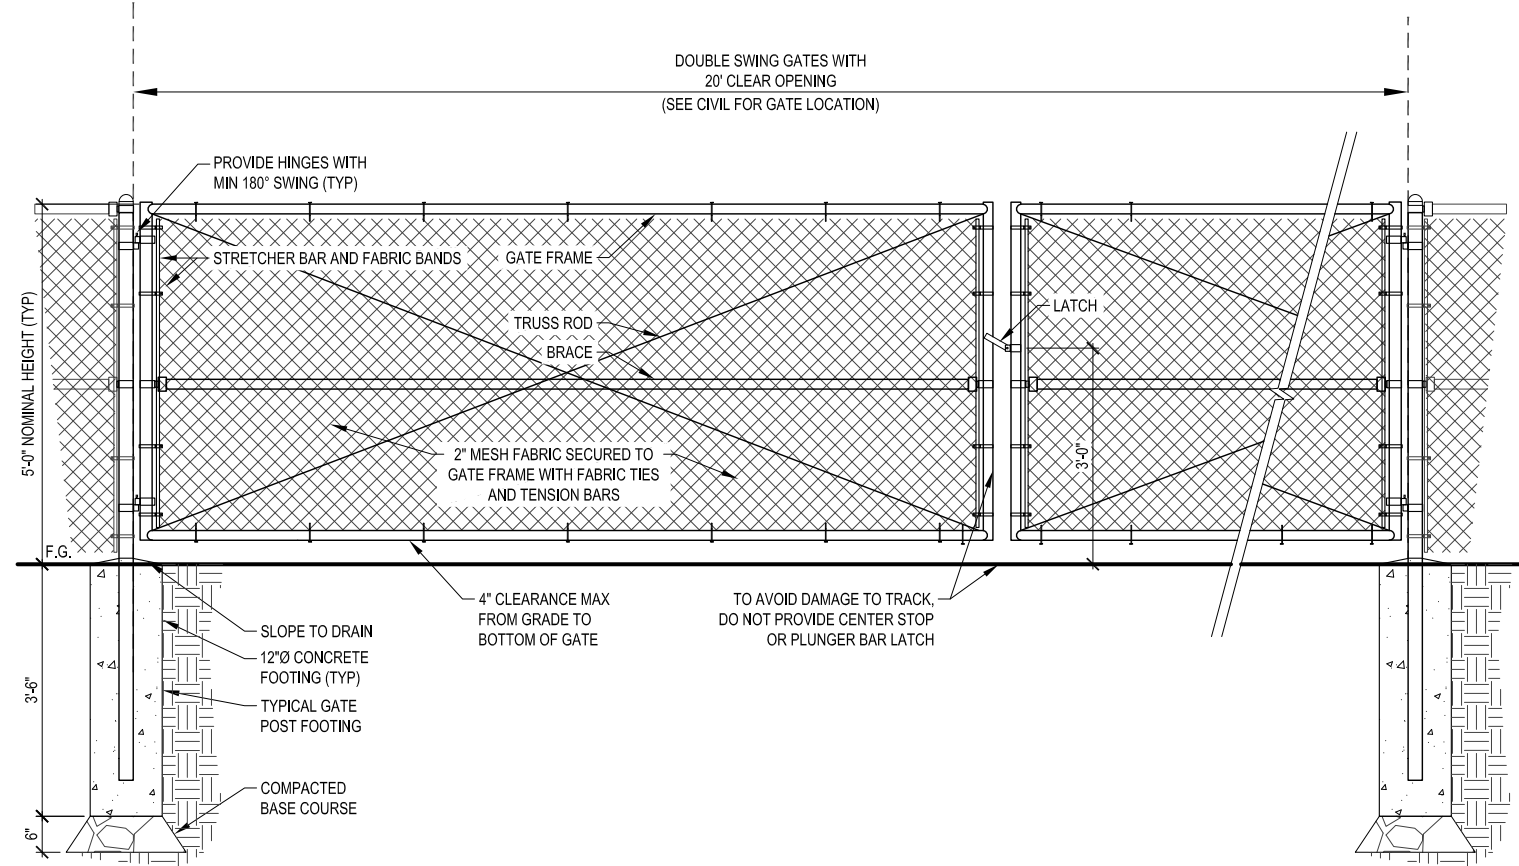 DOUBLE SWING GATES WITH
20' CLEAR OPENING
(SEE CIVIL FOR GATE LOCATION)
PROVIDE HINGES WITH
MIN 180° SWING (TYP)
STRETCHER BAR AND FABRIC BANDS
GATE FRAME
LATCH
TRUSS ROD
BRACE
5'-0" NOMINAL HEIGHT (TYP)
2" MESH FABRIC SECURED TO
GATE FRAME WITH FABRIC TIES
AND TENSION BARS
3'-0"
F.G.
4" CLEARANCE MAX
FROM GRADE TO
BOTTOM OF GATE
TO AVOID DAMAGE TO TRACK,
DO NOT PROVIDE CENTER STOP
OR PLUNGER BAR LATCH
SLOPE TO DRAIN
12"Ø CONCRETE
FOOTING (TYP)
3'-6"
TYPICAL GATE
POST FOOTING
COMPACTED
BASE COURSE
6"